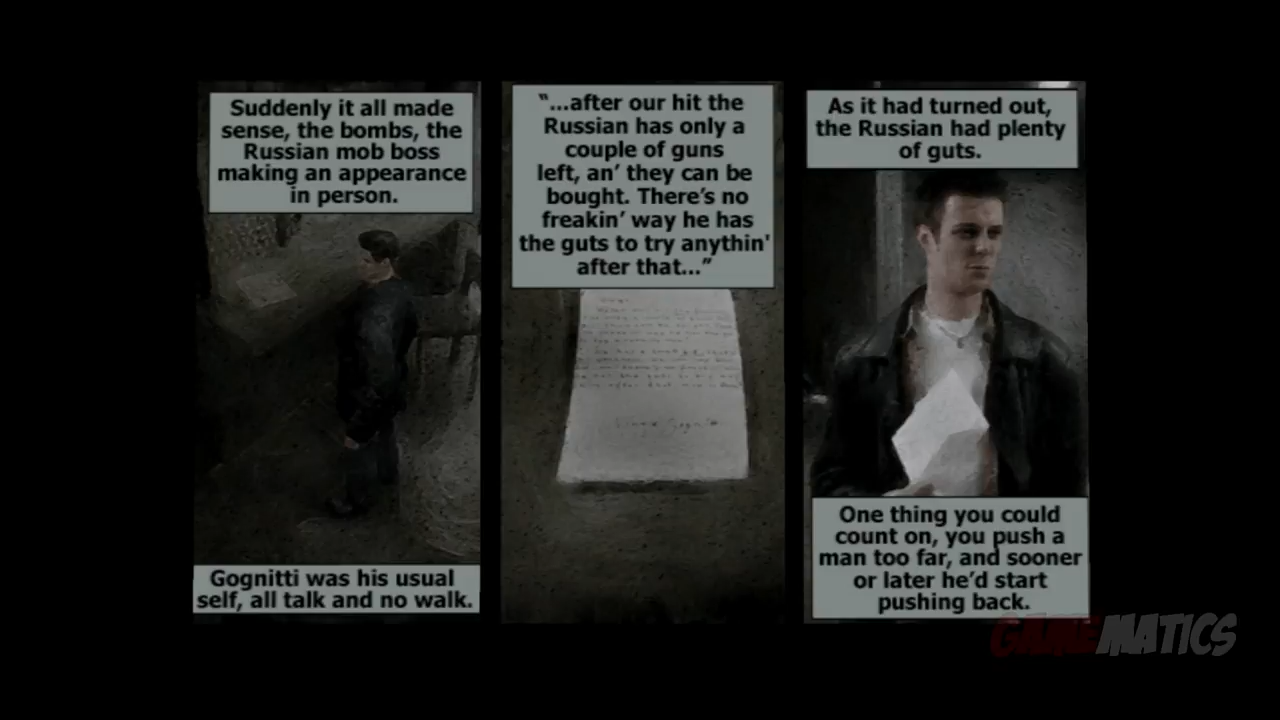 Suddenly it all made
sense, the bombs, the
Russian mob boss
making an appearance
in person.
Gognitti was his usual
self, all talk and no walk.
"...after our hit the
Russian has only a
couple of guns
left, an' they can be
bought. There's no
freakin' way he has
the guts to try anythin'
after that..."
As it had turned out,
the Russian had plenty
of guts.
One thing you could
count on, you push a
man too far, and sooner
or later he'd start
pushing back.
GAMEMATICS